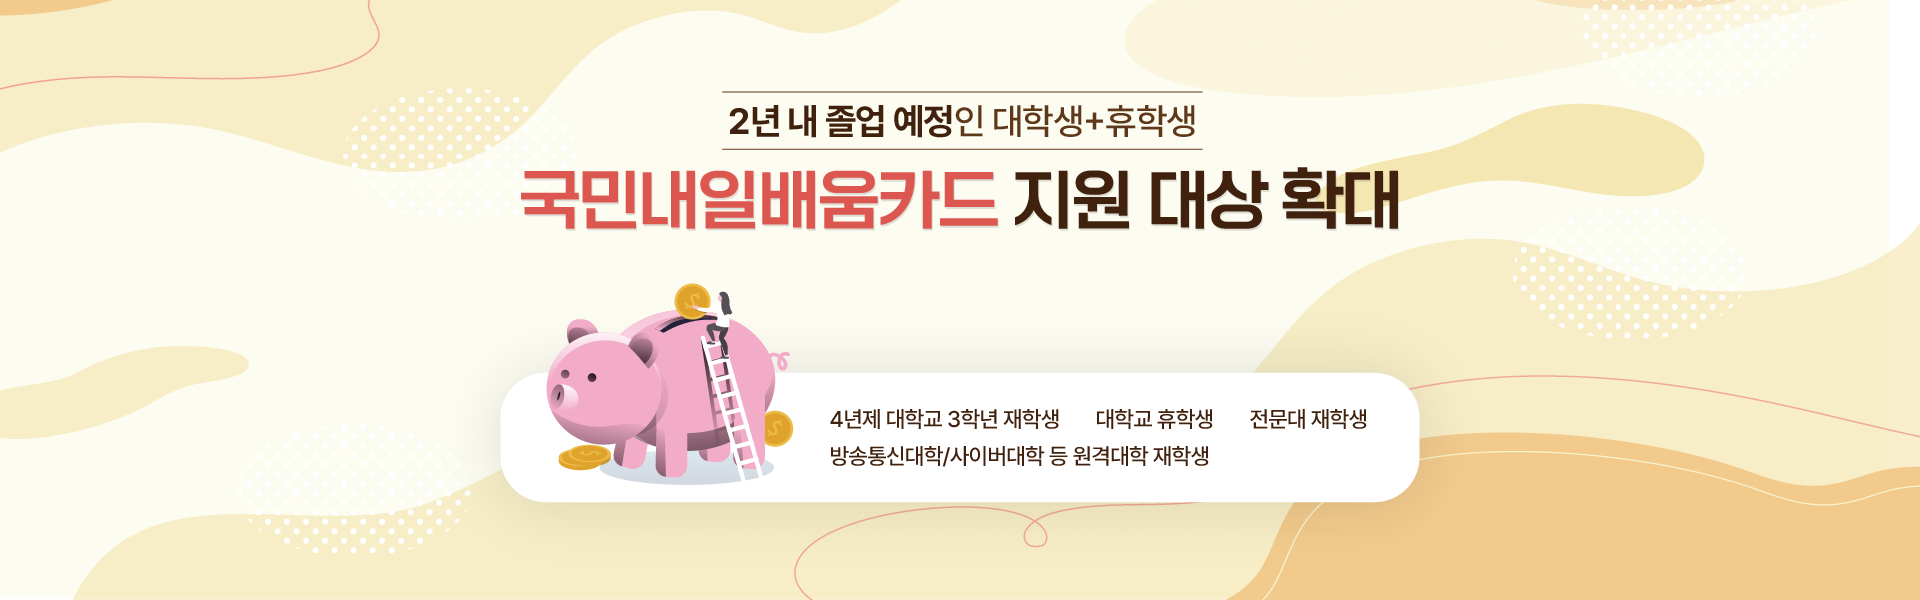 2년 내 졸업 예정인 대학생+휴학생
국민내일배움카드 지원 대상 확대
4년제 대학교 3학년 재학생 대학교 휴학생 전문대 재학생
방송통신대학/사이버대학 등 원격대학 재학생